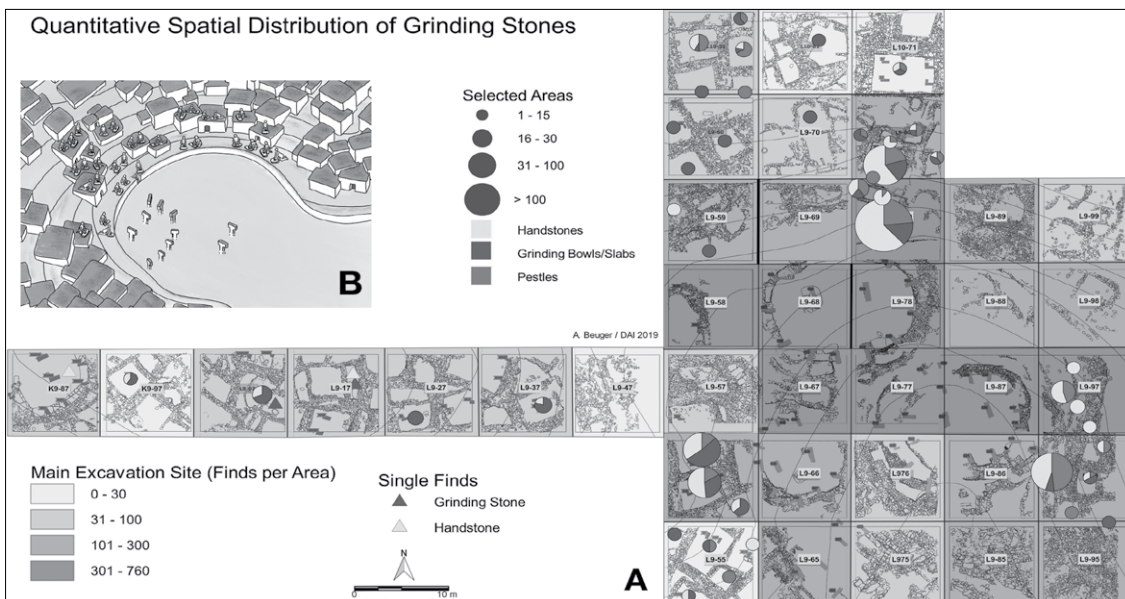 Quantitative Spatial Distribution of Grinding Stones
B
Selected Areas
1 - 15
16 - 30
31 - 100
> 100
Handstones
Grinding Bowls/Slabs
Pestles
A. Beuger / DAI 2019
L10-71
L9-70
L9-59
L9-69
L9-89
L9-99
L9-58
L9-68
L9-78
L9-88
L9-98
K9-87
K9-97
L9-17
L9-27
L9-37
L9-47
L9-57
L9-67
L9-77
L9-87
L9-97
L9-66
L976
L9-86
L9-55
L9-65
L975
L9-85
L9-95
Main Excavation Site (Finds per Area)
0 - 30
31 - 100
101 - 300
301 - 760
Single Finds
Grinding Stone
Handstone
N
0 10 m
A